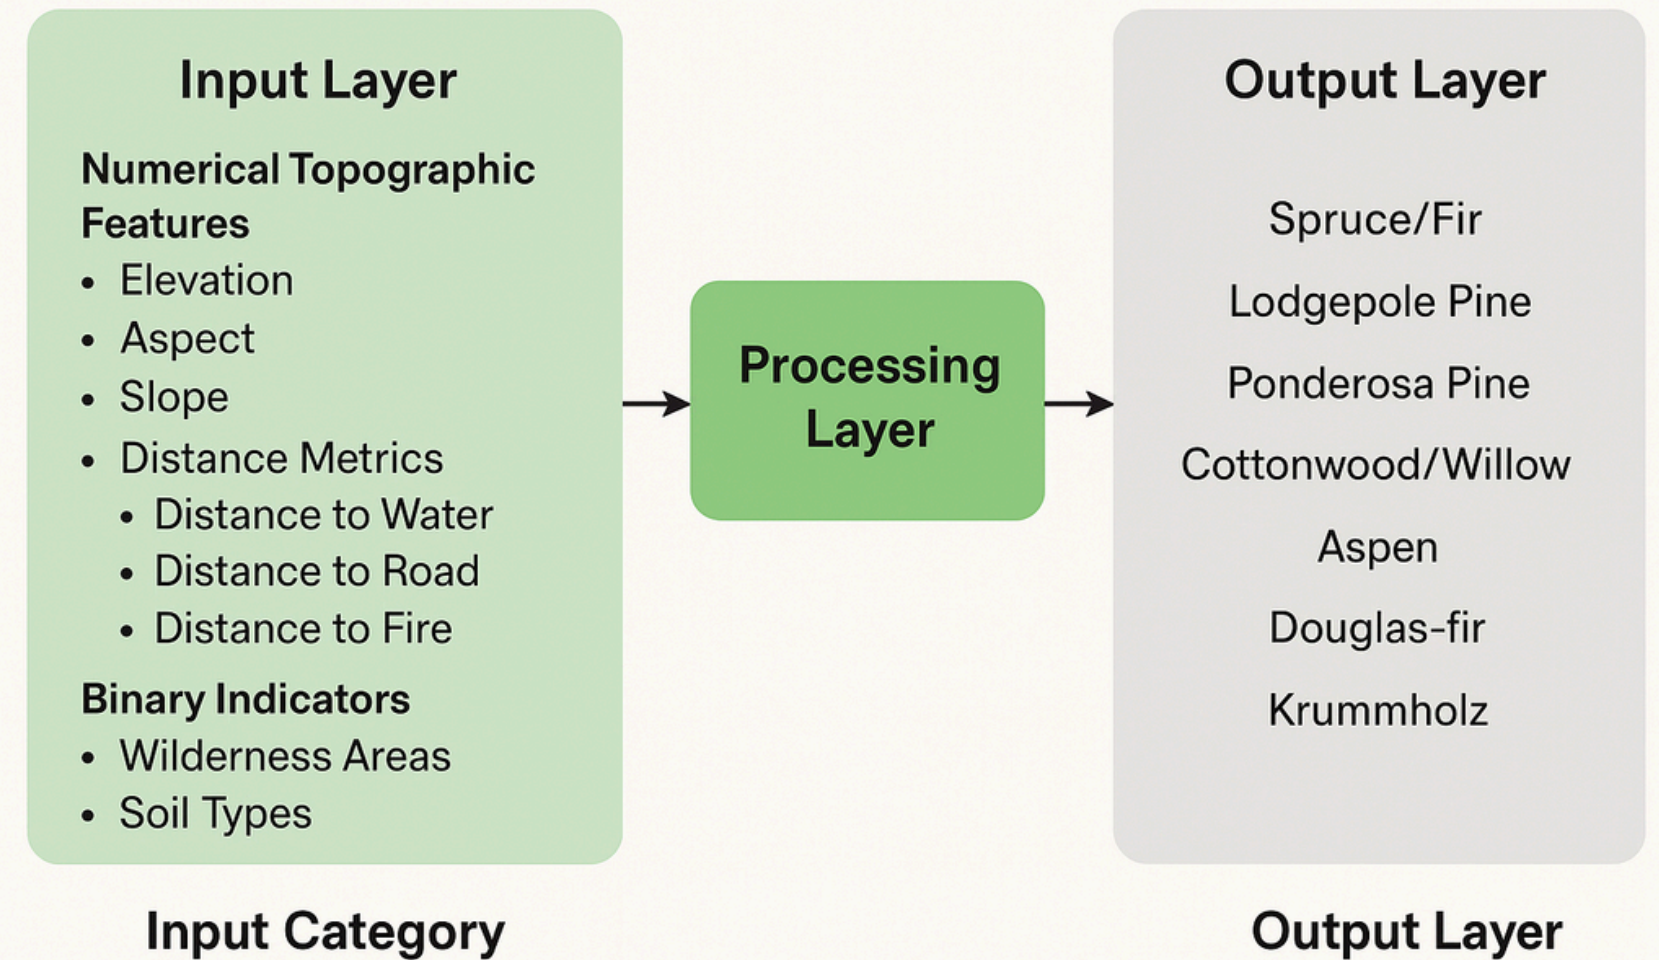 Input Layer
Numerical Topographic
Features
• Elevation
• Aspect
• Slope
• Distance Metrics
• Distance to Water
• Distance to Road
• Distance to Fire
Binary Indicators
• Wilderness Areas
• Soil Types
Input Category
Processing
Layer
Output Layer
Spruce/Fir
Lodgepole Pine
Ponderosa Pine
Cottonwood/Willow
Aspen
Douglas-fir
Krummholz
Output Layer